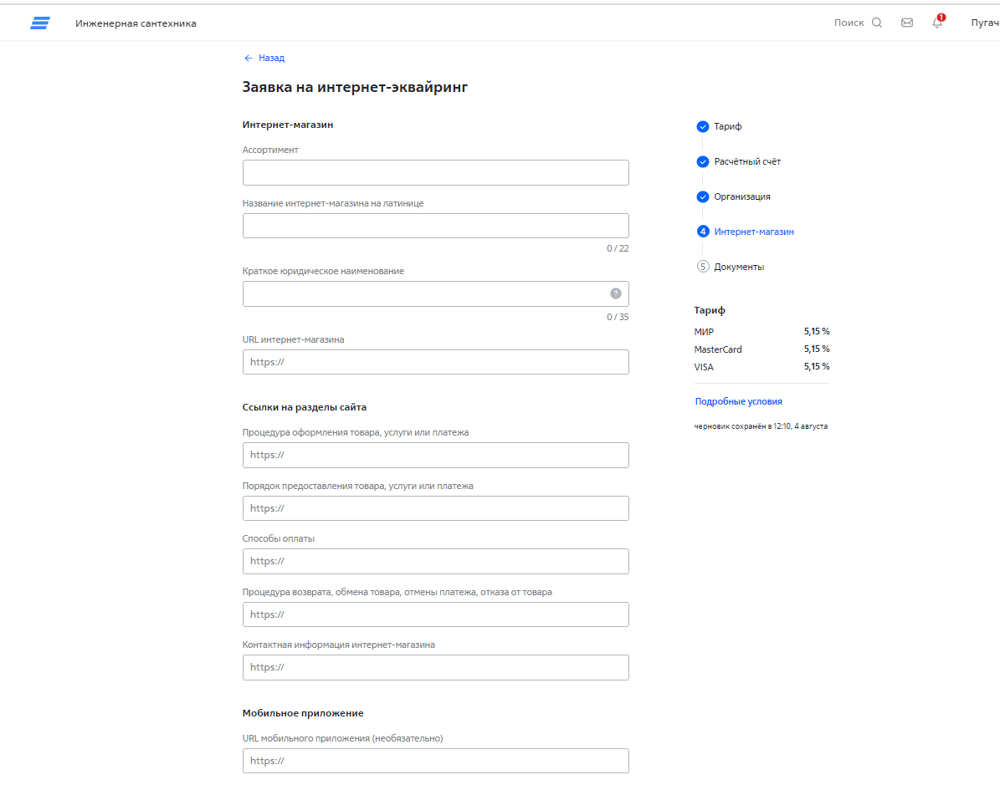 Инженерная сантехника
Поиск
1
Пугач
Назад
Заявка на интернет-эквайринг
Интернет-магазин
Ассортимент
Название интернет-магазина на латинице
0 / 22
Краткое юридическое наименование
?
0 / 35
URL интернет-магазина
https://
Ссылки на разделы сайта
Процедура оформления товара, услуги или платежа
https://
Порядок предоставления товара, услуги или платежа
https://
Способы оплаты
https://
Процедура возврата, обмена товара, отмены платежа, отказа от товара
https://
Контактная информация интернет-магазина
https://
Мобильное приложение
URL мобильного приложения (необязательно)
https://
Тариф
Расчётный счёт
Организация
4 Интернет-магазин
5 Документы
Тариф
МИР 5,15 %
MasterCard 5,15 %
VISA 5,15 %
Подробные условия
черновик сохранён в 12:10, 4 августа